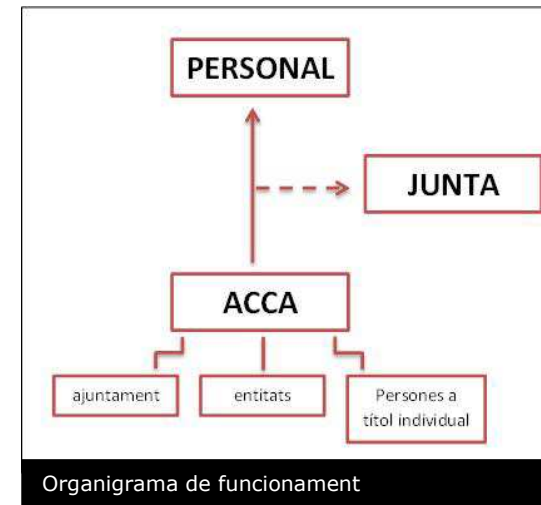 PERSONAL
JUNTA
ACCA
ajuntament
entitats
Persones a
títol individual
Organigrama de funcionament